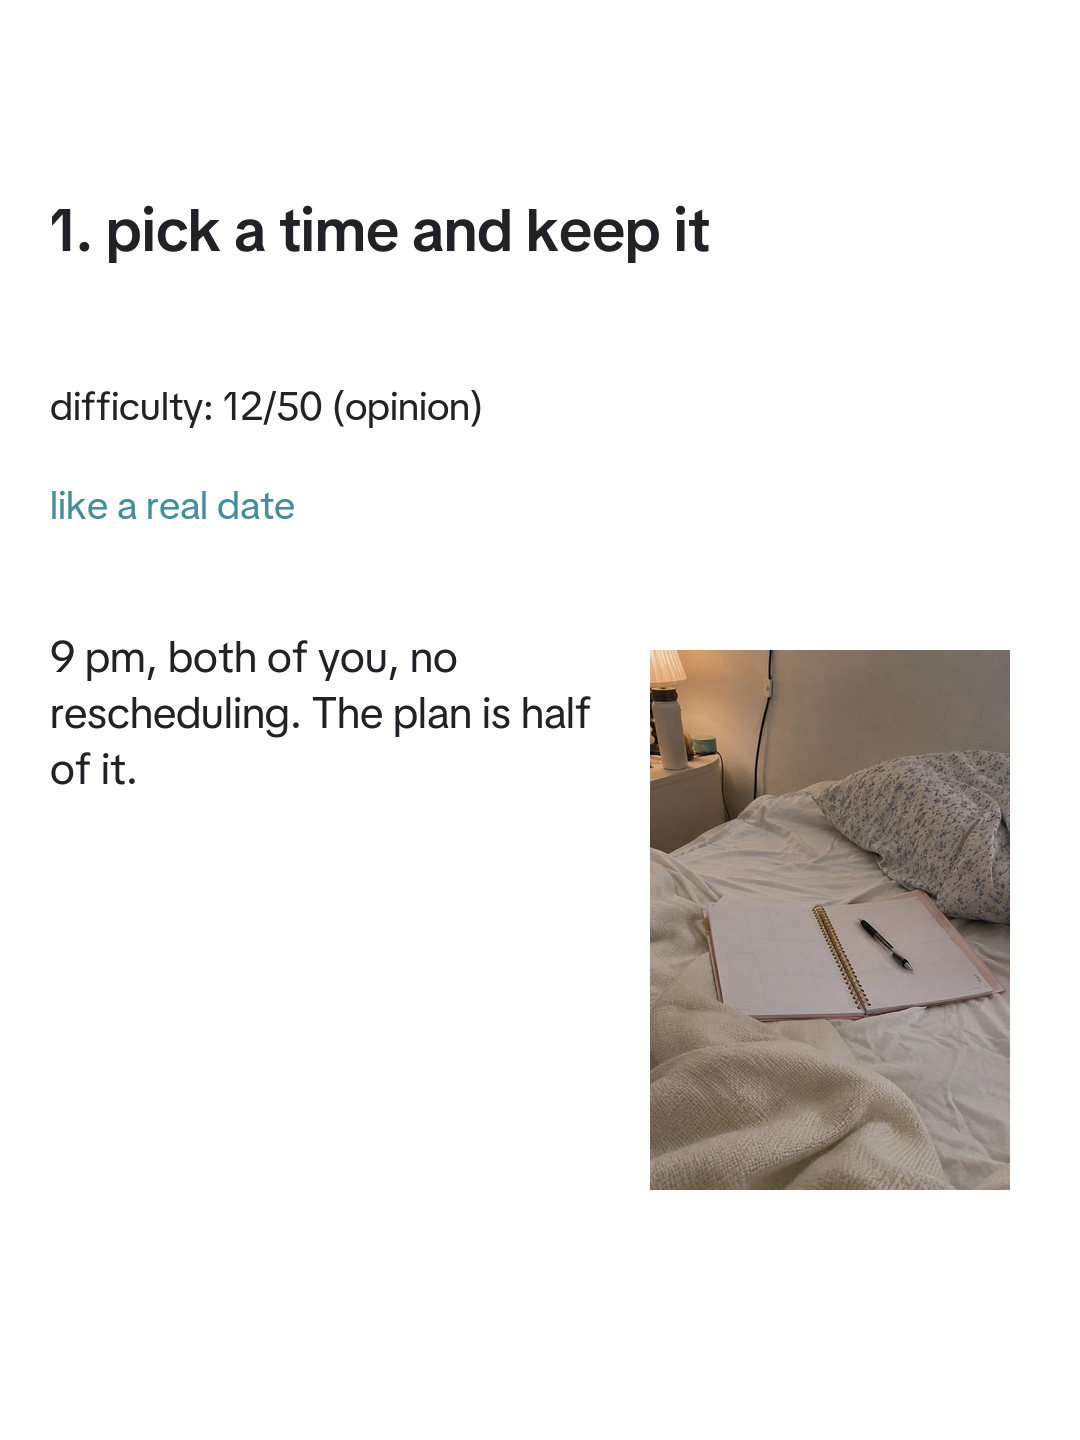 1. pick a time and keep it
difficulty: 12/50 (opinion)
like a real date
9 pm, both of you, no
rescheduling. The plan is half
of it.